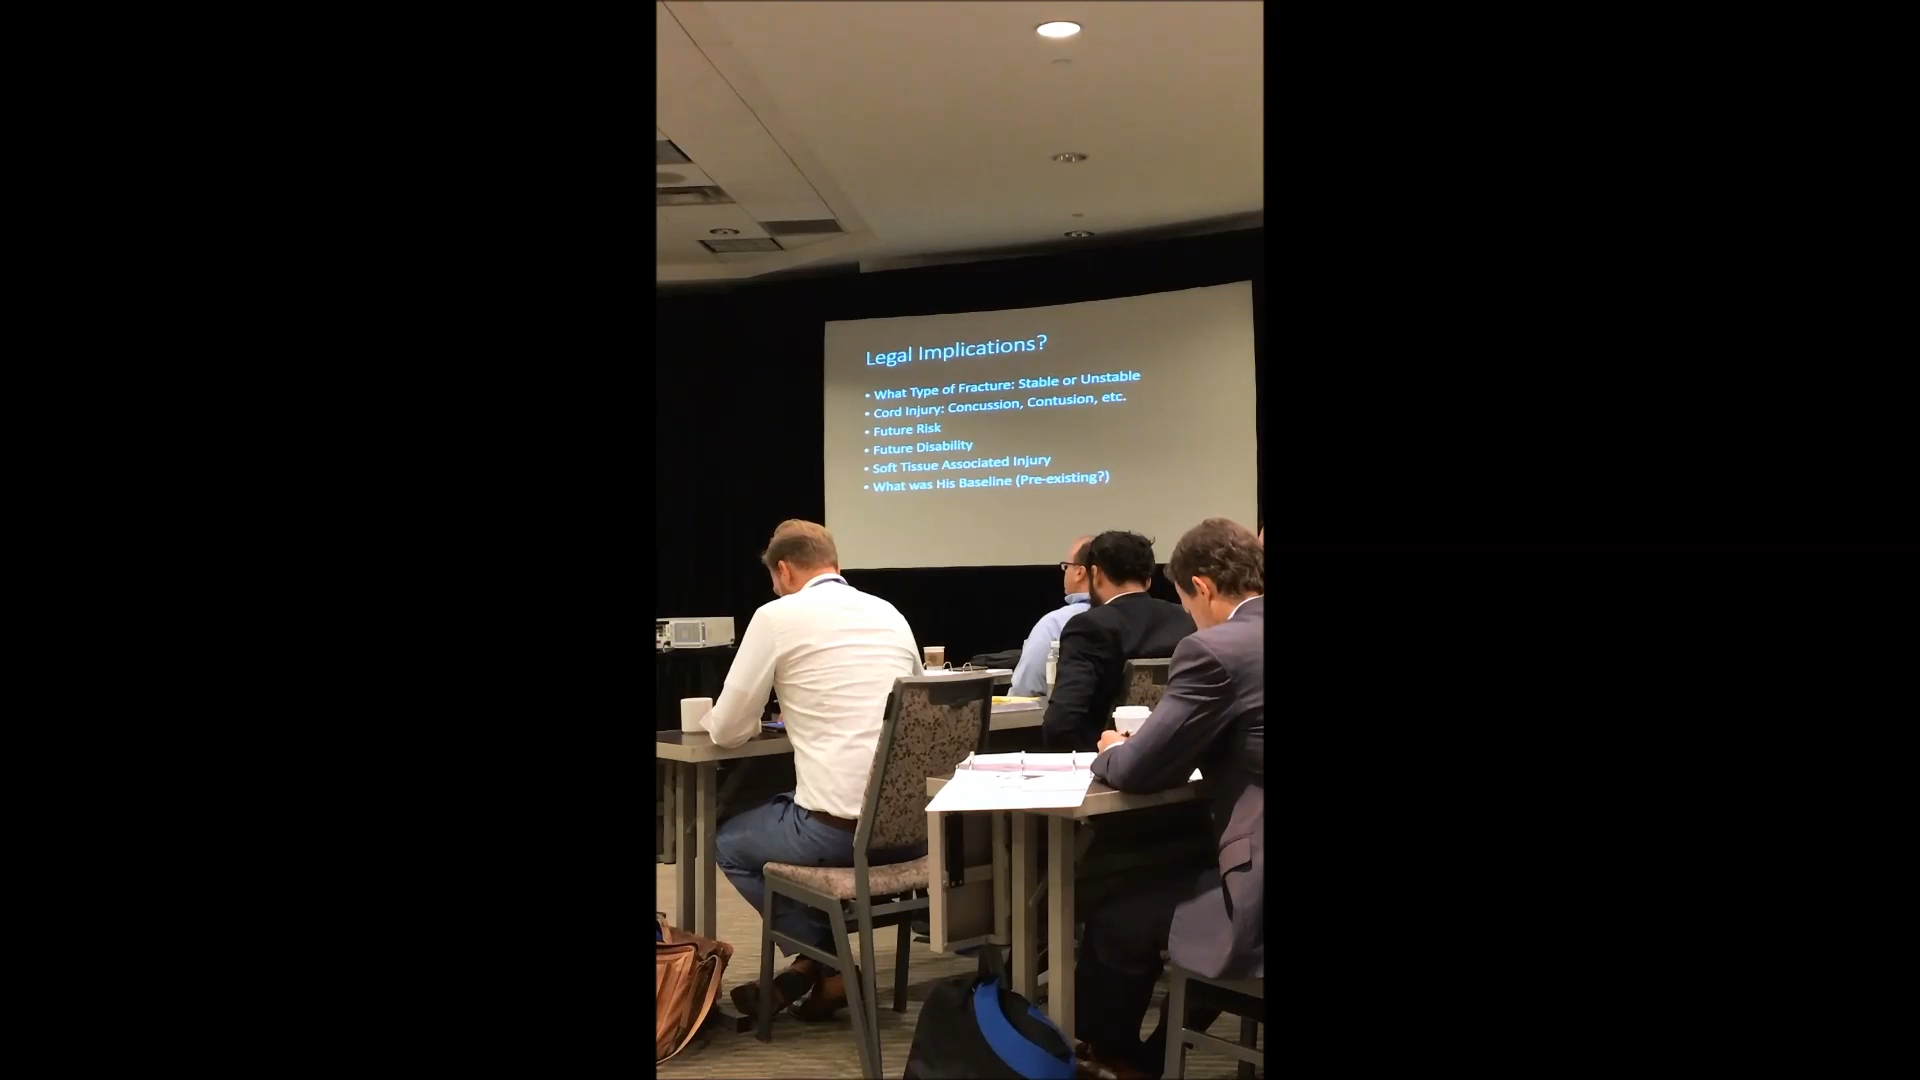 Legal Implications?
• What Type of Fracture: Stable or Unstable
• Cord Injury: Concussion, Contusion, etc.
• Future Risk
• Future Disability
• Soft Tissue Associated Injury
• What was His Baseline (Pre-existing?)